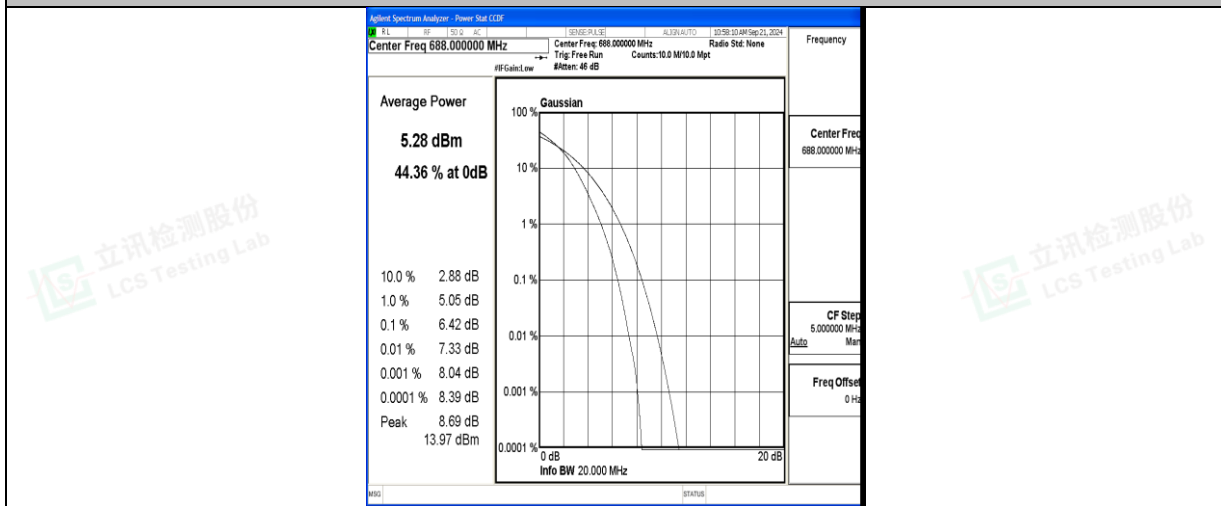 Agilent Spectrum Analyzer - Power Stat CCDF
RL RF 50 Ω AC SENSE:PULSE ALIGN AUTO 10:58:10 AM Sep 21, 2024
Center Freq 688.000000 MHz
Center Freq: 688.000000 MHz Radio Std: None
Trig: Free Run Counts:10.0 M/10.0 Mpt
#IFGain:Low #Atten: 46 dB
Frequency
Average Power
5.28 dBm
44.36 % at 0dB
10.0 % 2.88 dB
1.0 % 5.05 dB
0.1 % 6.42 dB
0.01 % 7.33 dB
0.001 % 8.04 dB
0.0001 % 8.39 dB
Peak 8.69 dB
13.97 dBm
Gaussian
100 %
10 %
1 %
0.1 %
0.01 %
0.001 %
0.0001 %
0 dB 20 dB
Info BW 20.000 MHz
Center Freq
688.000000 MHz
CF Step
5.000000 MHz
Auto Man
Freq Offset
0 Hz
MSG STATUS
立讯检测股份
LCS Testing Lab
立讯检测股份
LCS Testing Lab